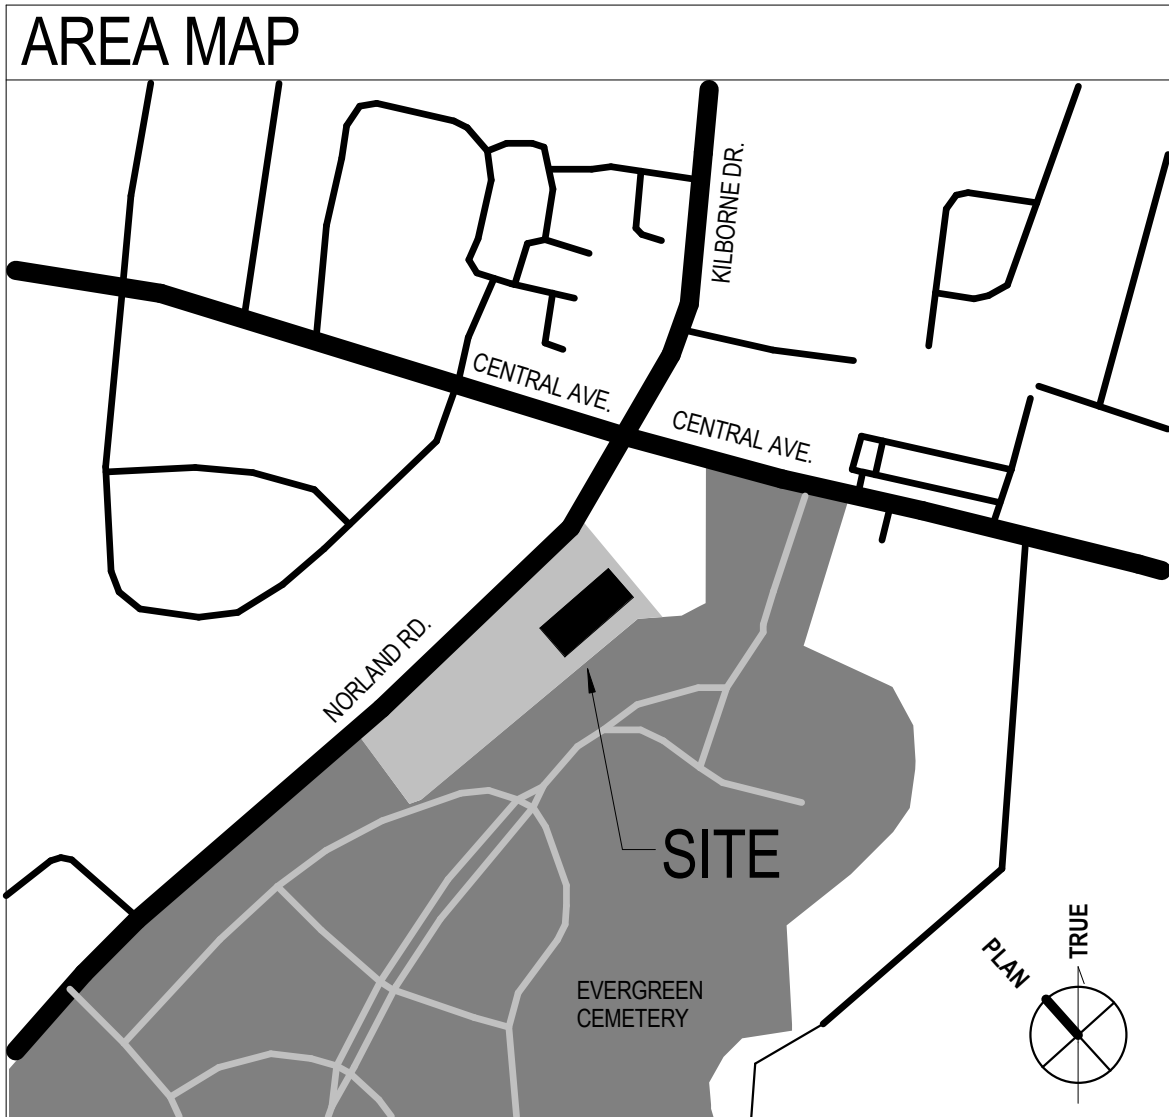 AREA MAP
KILBORNE DR.
CENTRAL AVE.
CENTRAL AVE.
NORLAND RD.
SITE
EVERGREEN
CEMETERY
PLAN
TRUE